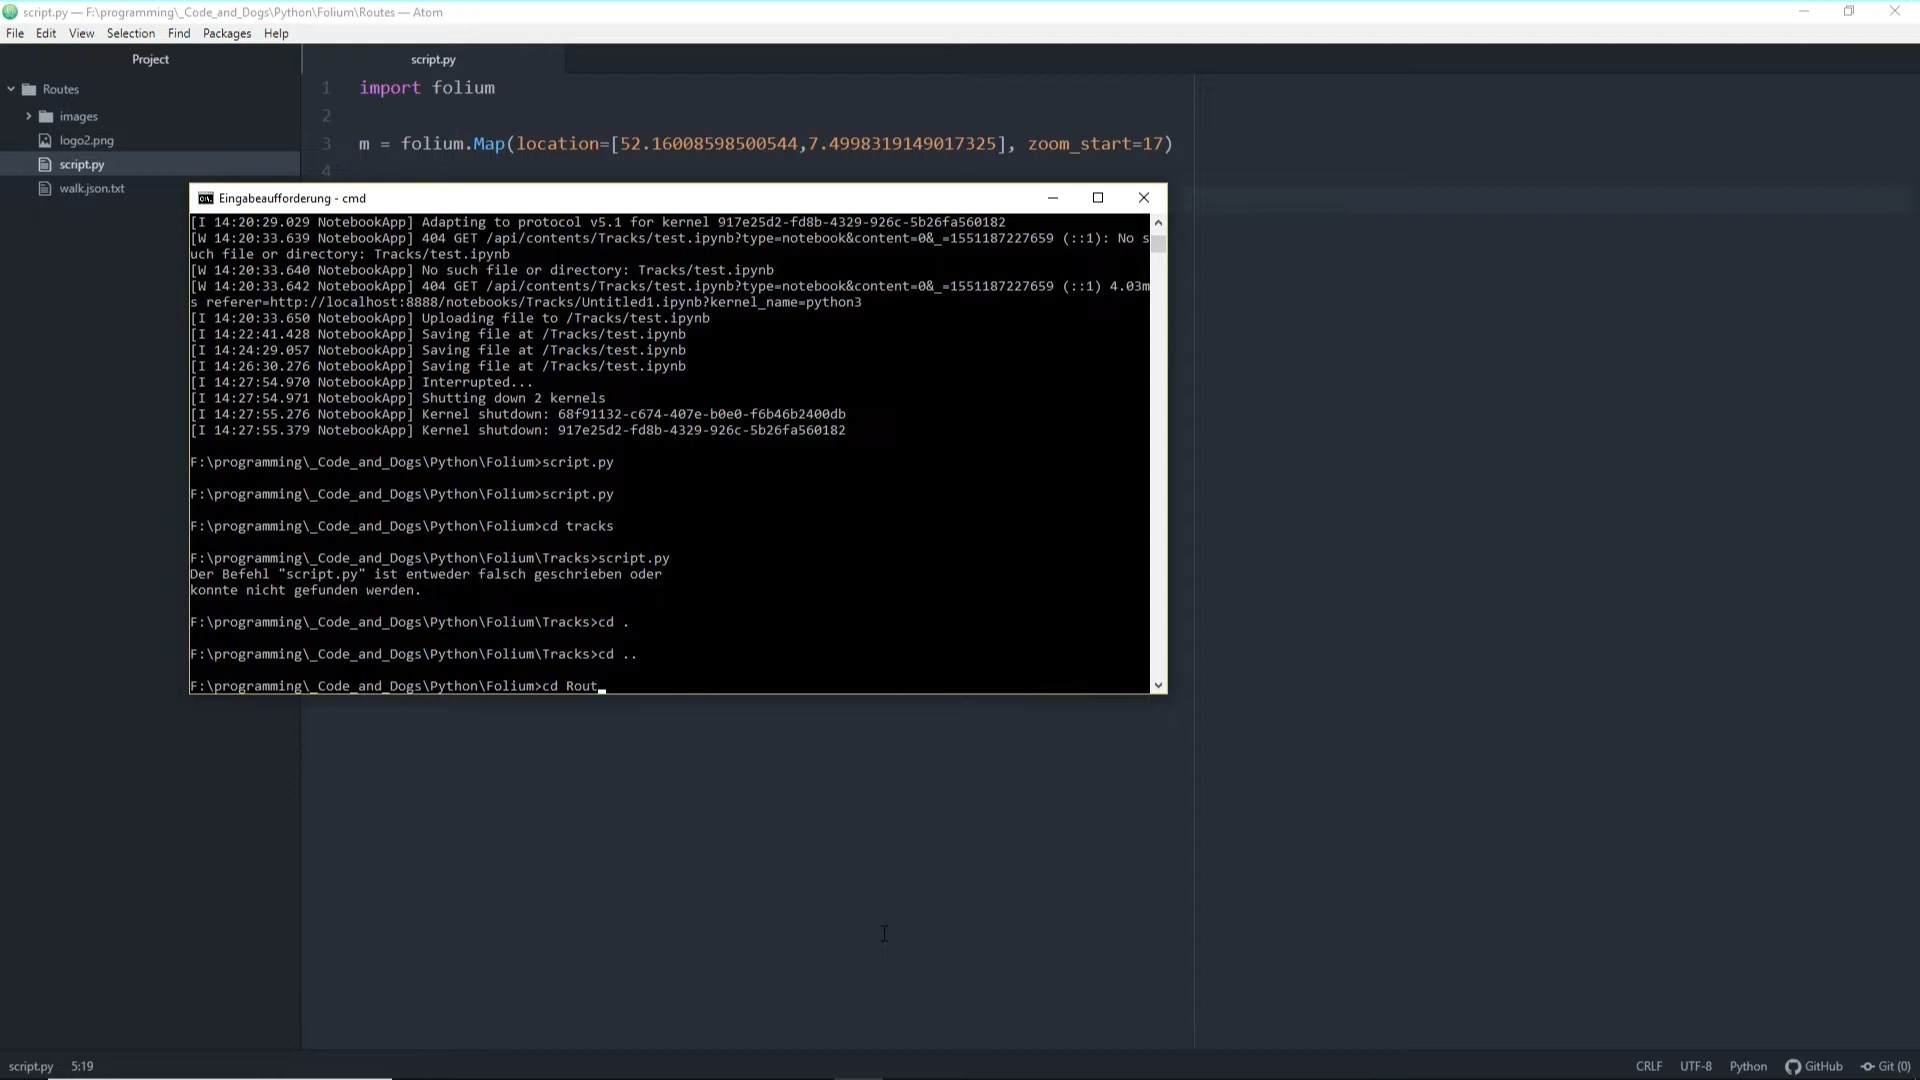 script.py — F:\programming\_Code_and_Dogs\Python\Folium\Routes — Atom
File Edit View Selection Find Packages Help
Project
script.py
Routes
images
logo2.png
script.py
walk.json.txt
1 import folium
2
3 m = folium.Map(location=[52.16008598500544,7.4998319149017325], zoom_start=17)
4
Eingabeaufforderung - cmd
[I 14:20:29.029 NotebookApp] Adapting to protocol v5.1 for kernel 917e25d2-fd8b-4329-926c-5b26fa560182
[W 14:20:33.639 NotebookApp] 404 GET /api/contents/Tracks/test.ipynb?type=notebook&content=0&_=1551187227659 (::1): No s
uch file or directory: Tracks/test.ipynb
[W 14:20:33.640 NotebookApp] No such file or directory: Tracks/test.ipynb
[W 14:20:33.642 NotebookApp] 404 GET /api/contents/Tracks/test.ipynb?type=notebook&content=0&_=1551187227659 (::1) 4.03m
s referer=http://localhost:8888/notebooks/Tracks/Untitled1.ipynb?kernel_name=python3
[I 14:20:33.650 NotebookApp] Uploading file to /Tracks/test.ipynb
[I 14:22:41.428 NotebookApp] Saving file at /Tracks/test.ipynb
[I 14:24:29.057 NotebookApp] Saving file at /Tracks/test.ipynb
[I 14:26:30.276 NotebookApp] Saving file at /Tracks/test.ipynb
[I 14:27:54.970 NotebookApp] Interrupted...
[I 14:27:54.971 NotebookApp] Shutting down 2 kernels
[I 14:27:55.276 NotebookApp] Kernel shutdown: 68f91132-c674-407e-b0e0-f6b46b2400db
[I 14:27:55.379 NotebookApp] Kernel shutdown: 917e25d2-fd8b-4329-926c-5b26fa560182
F:\programming\_Code_and_Dogs\Python\Folium>script.py
F:\programming\_Code_and_Dogs\Python\Folium>script.py
F:\programming\_Code_and_Dogs\Python\Folium>cd tracks
F:\programming\_Code_and_Dogs\Python\Folium\Tracks>script.py
Der Befehl "script.py" ist entweder falsch geschrieben oder
konnte nicht gefunden werden.
F:\programming\_Code_and_Dogs\Python\Folium\Tracks>cd .
F:\programming\_Code_and_Dogs\Python\Folium\Tracks>cd ..
F:\programming\_Code_and_Dogs\Python\Folium>cd Rout_
script.py 5:19
CRLF UTF-8 Python GitHub Git (0)